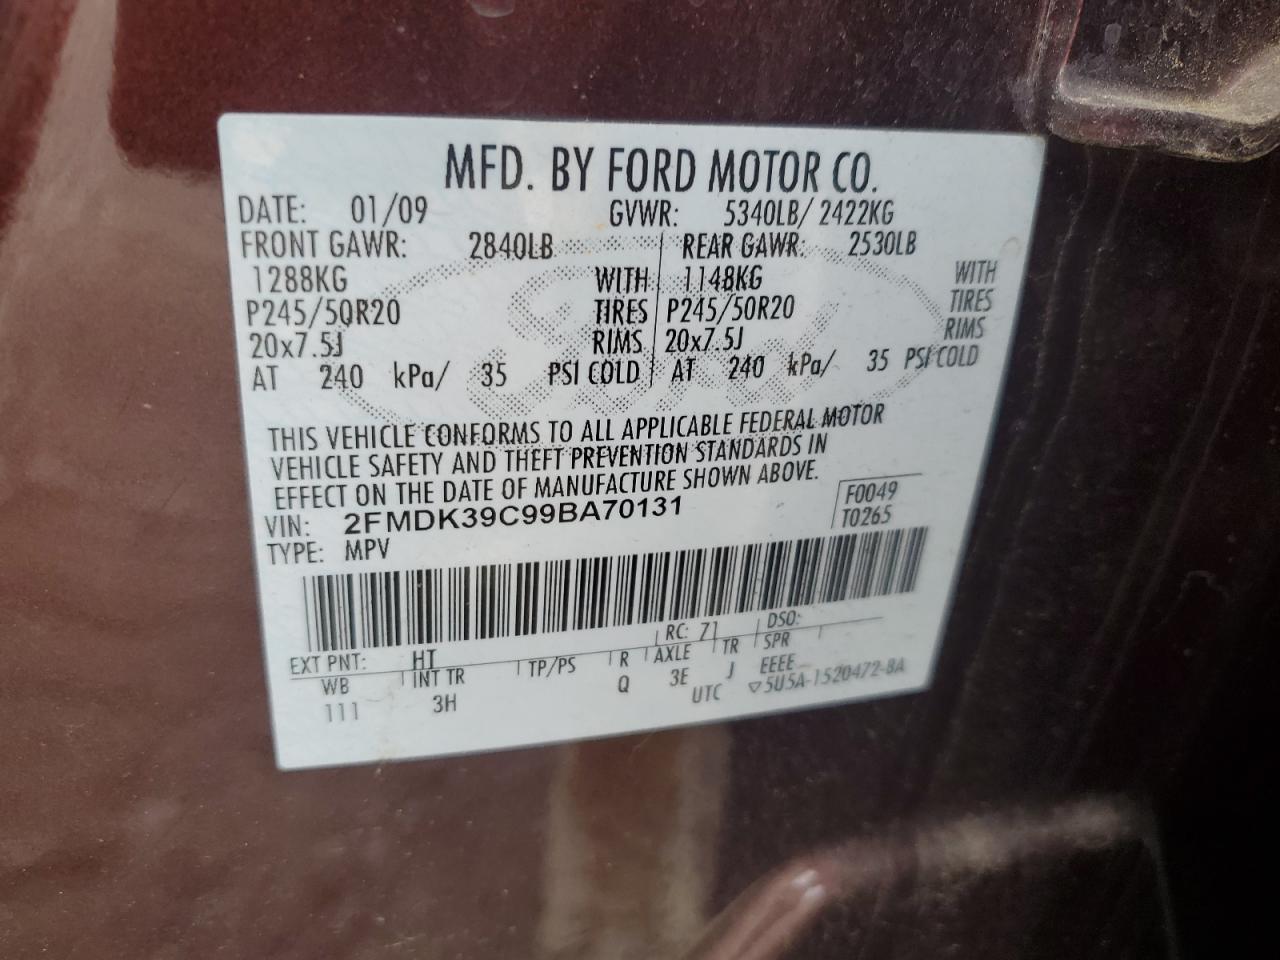 MFD. BY FORD MOTOR CO.
DATE: 01/09 GVWR: 5340LB/ 2422KG
FRONT GAWR: 2840LB REAR GAWR: 2530LB
1288KG WITH 1148KG WITH
P245/50R20 TIRES P245/50R20 TIRES
20x7.5J RIMS 20x7.5J RIMS
AT 240 kPa/ 35 PSI COLD AT 240 kPa/ 35 PSI COLD
THIS VEHICLE CONFORMS TO ALL APPLICABLE FEDERAL MOTOR
VEHICLE SAFETY AND THEFT PREVENTION STANDARDS IN
EFFECT ON THE DATE OF MANUFACTURE SHOWN ABOVE.
VIN: 2FMDK39C99BA70131 F0049
TYPE: MPV T0265
EXT PNT: HT RC: 71 DSO:
WB INT TR TP/PS R AXLE TR SPR
111 3H Q 3E J EEEE
UTC ▽5U5A-1520472-BA